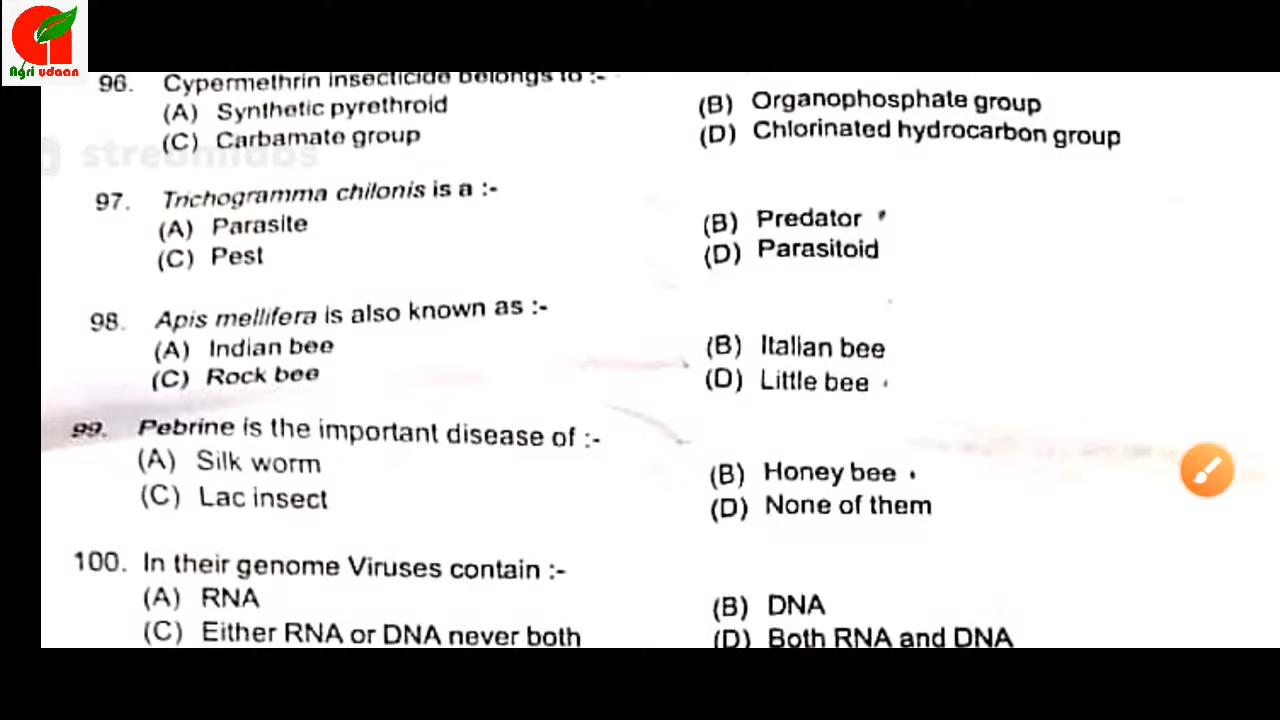 Agri udaan
96. Cypermethrin insecticide belongs to :-
(A) Synthetic pyrethroid (B) Organophosphate group
(C) Carbamate group (D) Chlorinated hydrocarbon group
streamlabs
97. Trichogramma chilonis is a :-
(A) Parasite (B) Predator
(C) Pest (D) Parasitoid
98. Apis mellifera is also known as :-
(A) Indian bee (B) Italian bee
(C) Rock bee (D) Little bee
99. Pebrine is the important disease of :-
(A) Silk worm (B) Honey bee
(C) Lac insect (D) None of them
100. In their genome Viruses contain :-
(A) RNA (B) DNA
(C) Either RNA or DNA never both (D) Both RNA and DNA